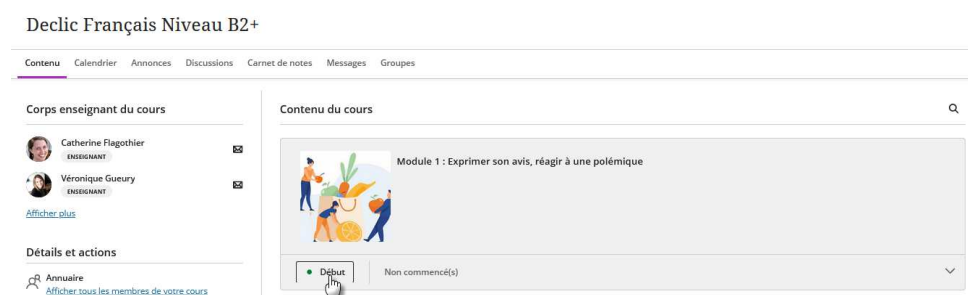 Declic Français Niveau B2+
Contenu Calendrier Annonces Discussions Carnet de notes Messages Groupes
Corps enseignant du cours
Catherine Flagothier
ENSEIGNANT
Véronique Gueury
ENSEIGNANT
Afficher plus
Détails et actions
Annuaire
Afficher tous les membres de votre cours
Contenu du cours
Module 1 : Exprimer son avis, réagir à une polémique
Début Non commencé(s)